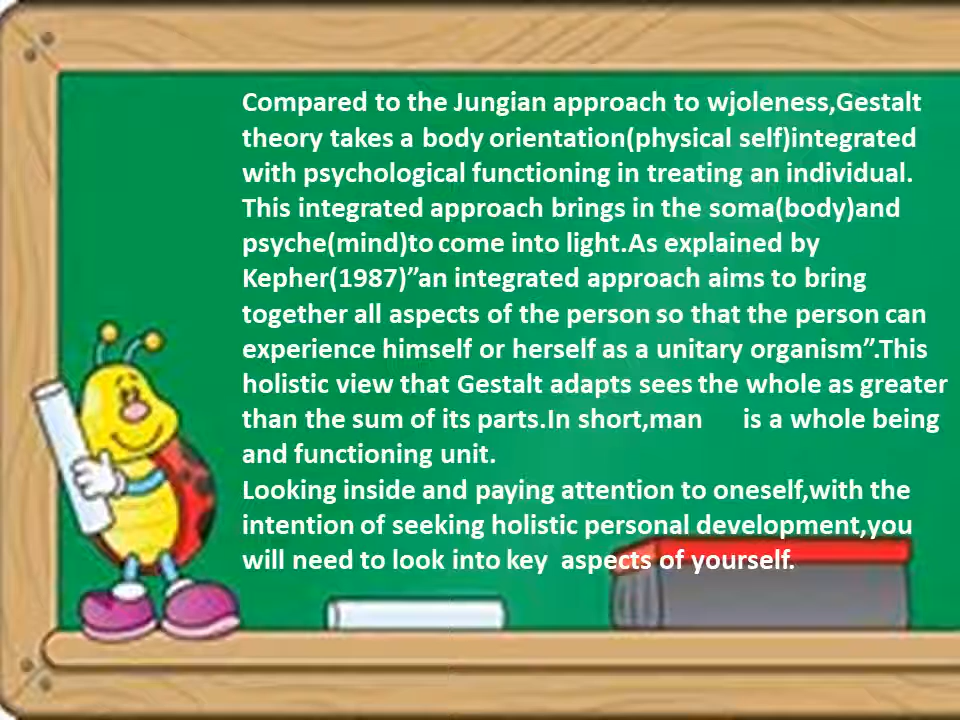 Compared to the Jungian approach to wjoleness,Gestalt
theory takes a body orientation(physical self)integrated
with psychological functioning in treating an individual.
This integrated approach brings in the soma(body)and
psyche(mind)to come into light.As explained by
Kepher(1987)”an integrated approach aims to bring
together all aspects of the person so that the person can
experience himself or herself as a unitary organism”.This
holistic view that Gestalt adapts sees the whole as greater
than the sum of its parts.In short,man is a whole being
and functioning unit.
Looking inside and paying attention to oneself,with the
intention of seeking holistic personal development,you
will need to look into key aspects of yourself.